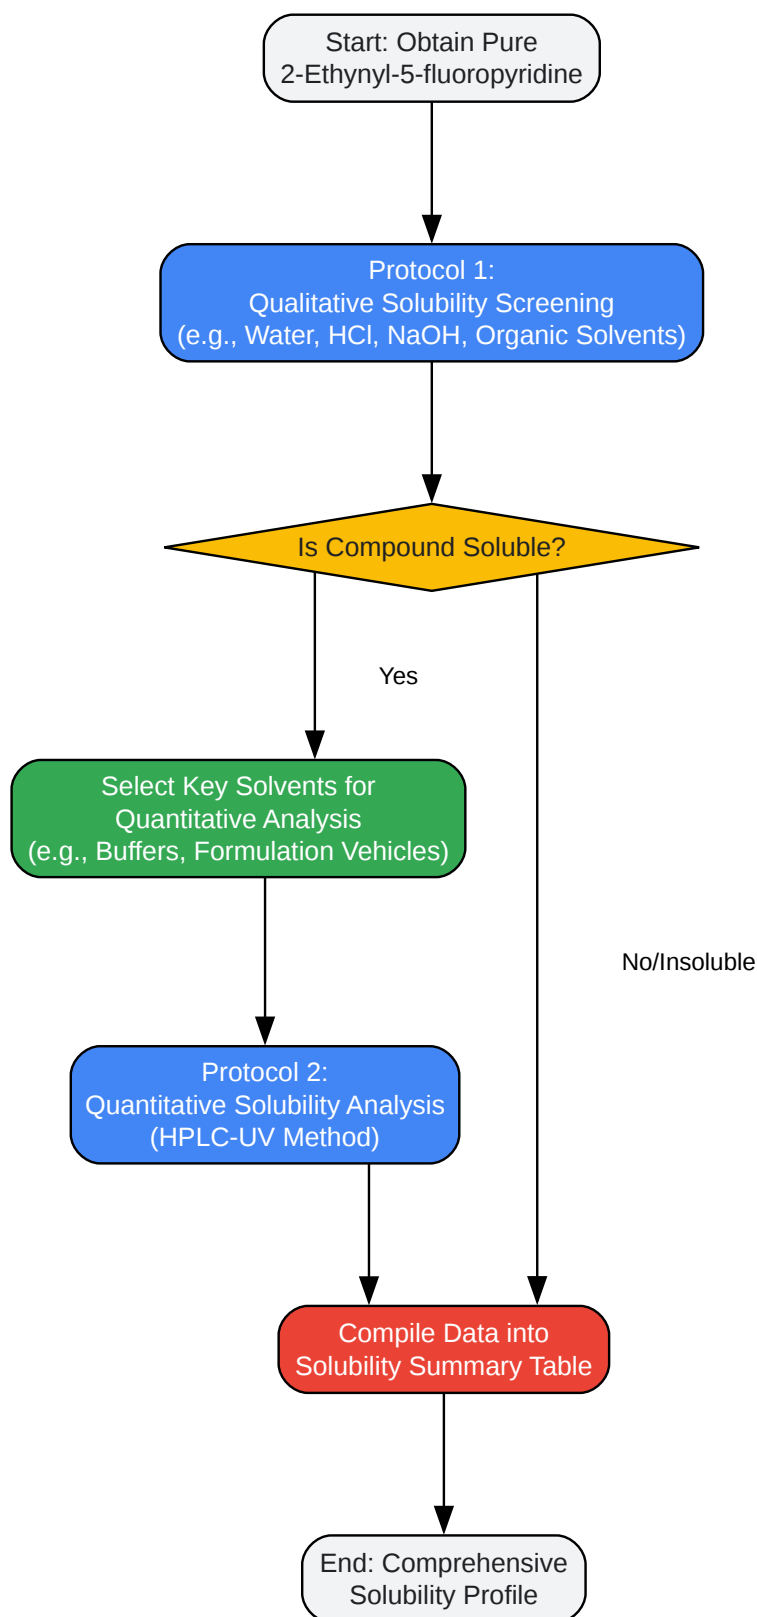 Start: Obtain Pure
2-Ethynyl-5-fluoropyridine
Protocol 1:
Qualitative Solubility Screening
(e.g., Water, HCl, NaOH, Organic Solvents)
Is Compound Soluble?
Yes
Select Key Solvents for
Quantitative Analysis
(e.g., Buffers, Formulation Vehicles)
No/Insoluble
Protocol 2:
Quantitative Solubility Analysis
(HPLC-UV Method)
Compile Data into
Solubility Summary Table
End: Comprehensive
Solubility Profile